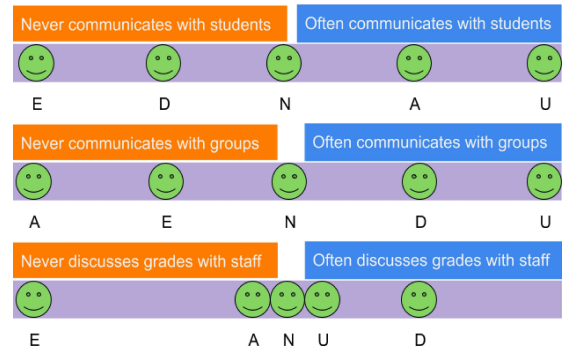 Never communicates with students Often communicates with students
E D N A U
Never communicates with groups Often communicates with groups
A E N D U
Never discusses grades with staff Often discusses grades with staff
E A N U D